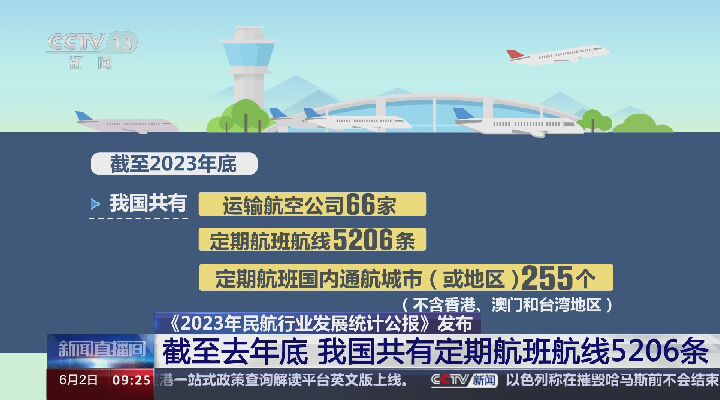 CCTV 13
新闻
截至2023年底
我国共有
运输航空公司66家
定期航班航线5206条
定期航班国内通航城市（或地区）255个
（不含香港、澳门和台湾地区）
《2023年民航行业发展统计公报》发布
新闻直播间
截至去年底 我国共有定期航班航线5206条
6月2日 09:25
港一站式政策查询解读平台英文版上线。 CCTV 新闻 以色列称在摧毁哈马斯前不会结束